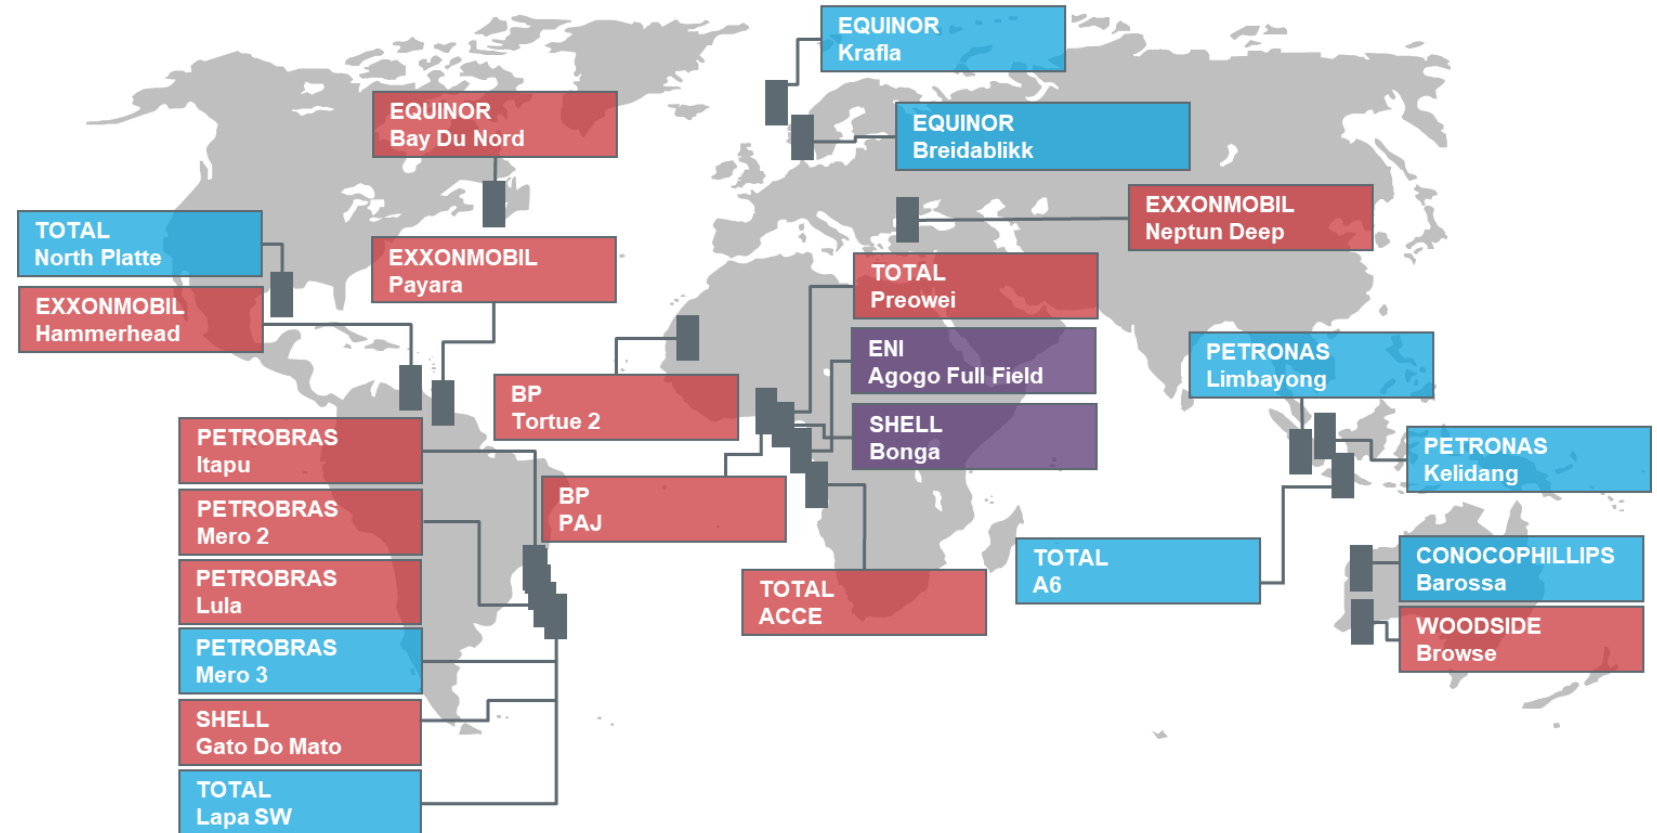 EQUINOR
Krafla
EQUINOR
Bay Du Nord
EQUINOR
Breidablikk
EXXONMOBIL
Neptun Deep
TOTAL
North Platte
EXXONMOBIL
Payara
TOTAL
Preowei
EXXONMOBIL
Hammerhead
ENI
Agogo Full Field
PETRONAS
Limbayong
BP
Tortue 2
SHELL
Bonga
PETROBRAS
Itapu
PETRONAS
Kelidang
BP
PAJ
PETROBRAS
Mero 2
TOTAL
A6
CONOCOPHILLIPS
Barossa
PETROBRAS
Lula
TOTAL
ACCE
WOODSIDE
Browse
PETROBRAS
Mero 3
SHELL
Gato Do Mato
TOTAL
Lapa SW